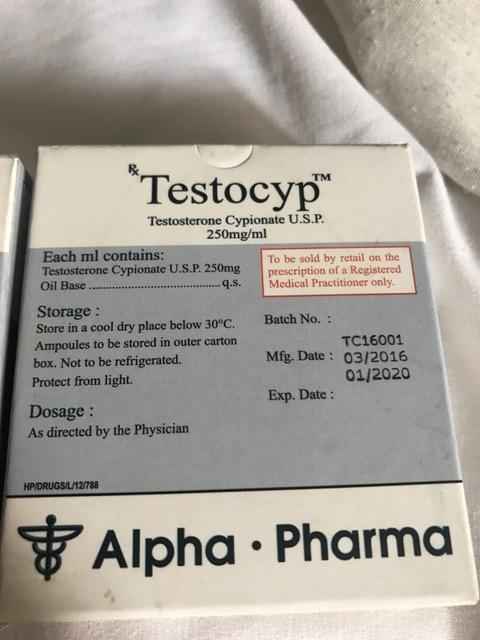 Rx Testocyp™
Testosterone Cypionate U.S.P.
250mg/ml
Each ml contains:
Testosterone Cypionate U.S.P. 250mg
Oil Base ........................................ q.s.
To be sold by retail on the
prescription of a Registered
Medical Practitioner only.
Storage :
Store in a cool dry place below 30°C.
Ampoules to be stored in outer carton
box. Not to be refrigerated.
Protect from light.
Batch No. :
TC16001
Mfg. Date : 03/2016
01/2020
Exp. Date :
Dosage :
As directed by the Physician
HP/DRUGS/L/12/788
Alpha · Pharma